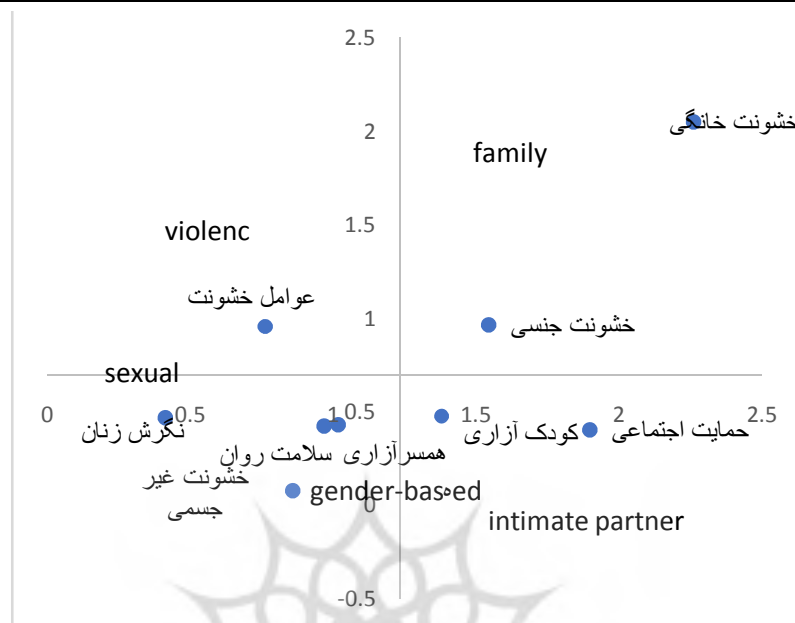 2.5
خشونت خانگی
2
family
1.5
violenc
عوامل خشونت
1
خشونت جنسی
sexual
0
0.5
1
0.5
1.5
2
2.5
نگرش زنان
سلامت روان
همسرآزاری
کودک آزاری
حمایت اجتماعی
خشونت غیر
جسمی
gender-based
0
intimate partner
-0.5